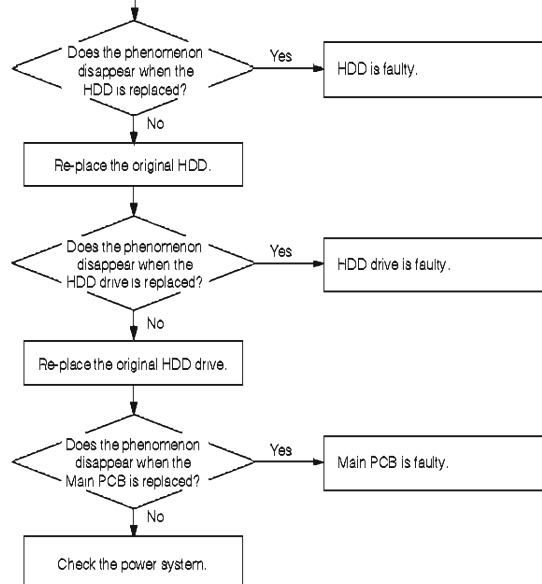 Does the phenomenon
disappear when the
HDD is replaced?
Yes
HDD is faulty.
No
Re-place the original HDD.
Does the phenomenon
disappear when the
HDD drive is replaced?
Yes
HDD drive is faulty.
No
Re-place the original HDD drive.
Does the phenomenon
disappear when the
Main PCB is replaced?
Yes
Main PCB is faulty.
No
Check the power system.